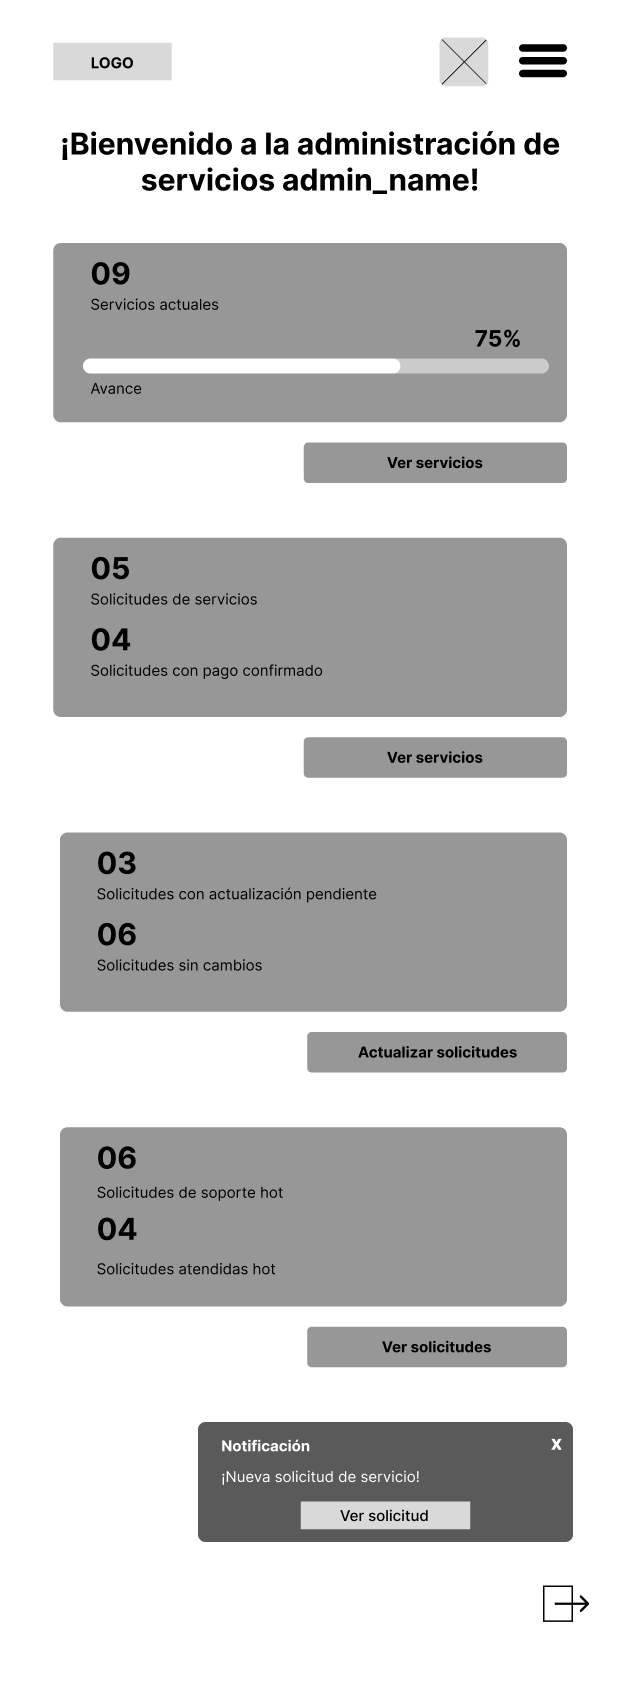 LOGO
¡Bienvenido a la administración de
servicios admin_name!
09
Servicios actuales
75%
Avance
Ver servicios
05
Solicitudes de servicios
04
Solicitudes con pago confirmado
Ver servicios
03
Solicitudes con actualización pendiente
06
Solicitudes sin cambios
Actualizar solicitudes
06
Solicitudes de soporte hot
04
Solicitudes atendidas hot
Ver solicitudes
Notificación
X
¡Nueva solicitud de servicio!
Ver solicitud